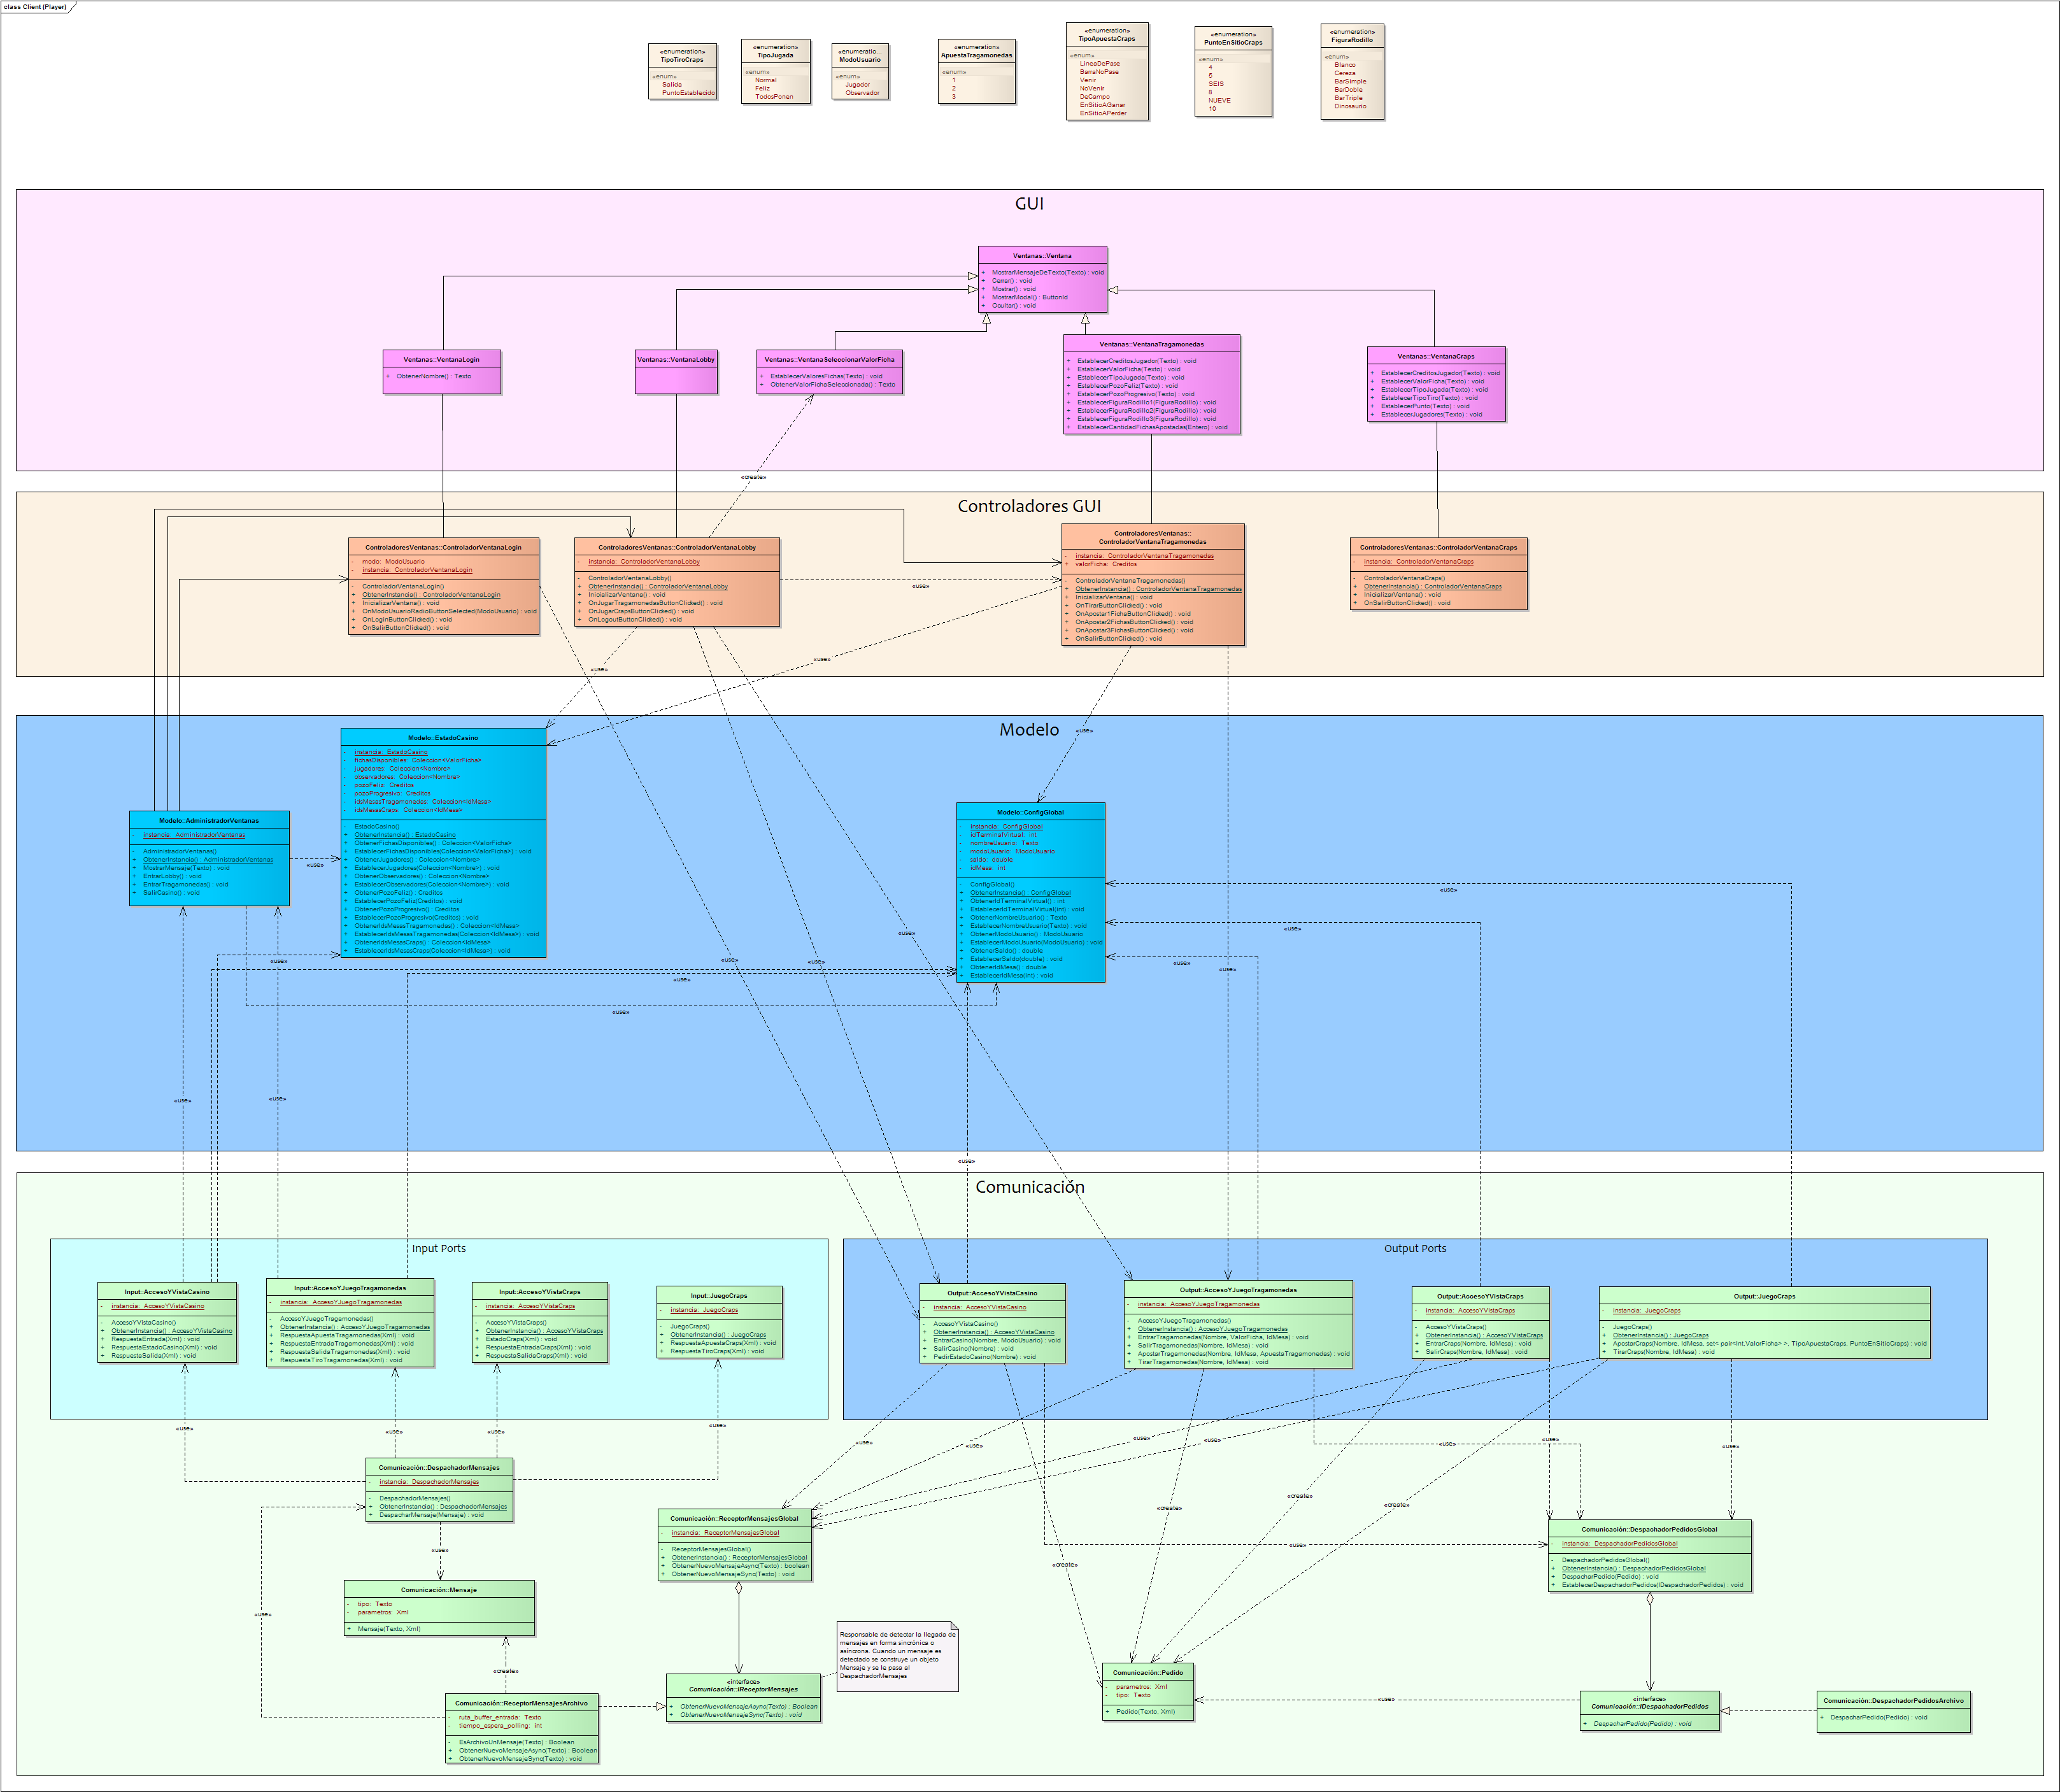 class Client (Player)
«enumeration»
TipoTiroCraps
«enum»
Salida
PuntoEstablecido
«enumeration»
TipoJugada
«enum»
Normal
Feliz
TodosPonen
«enumeratio...
ModoUsuario
«enum»
Jugador
Observador
«enumeration»
ApuestaTragamonedas
«enum»
1
2
3
«enumeration»
TipoApuestaCraps
«enum»
LineaDePase
BarraNoPase
Venir
NoVenir
DeCampo
EnSitioAGanar
EnSitioAPerder
«enumeration»
PuntoEnSitioCraps
«enum»
4
5
SEIS
8
NUEVE
10
«enumeration»
FiguraRodillo
«enum»
Blanco
Cereza
BarSimple
BarDoble
BarTriple
Dinosaurio
GUI
Ventanas::Ventana
+ MostrarMensajeDeTexto(Texto) : void
+ Cerrar() : void
+ Mostrar() : void
+ MostrarModal() : ButtonId
+ Ocultar() : void
Ventanas::VentanaLogin
+ ObtenerNombre() : Texto
Ventanas::VentanaLobby
Ventanas::VentanaSeleccionarValorFicha
+ EstablecerValoresFichas(Texto) : void
+ ObtenerValorFichaSeleccionada() : Texto
Ventanas::VentanaTragamonedas
+ EstablecerCreditosJugador(Texto) : void
+ EstablecerValorFicha(Texto) : void
+ EstablecerTipoJugada(Texto) : void
+ EstablecerPozoFeliz(Texto) : void
+ EstablecerPozoProgresivo(Texto) : void
+ EstablecerFiguraRodillo1(FiguraRodillo) : void
+ EstablecerFiguraRodillo2(FiguraRodillo) : void
+ EstablecerFiguraRodillo3(FiguraRodillo) : void
+ EstablecerCantidadFichasApostadas(Entero) : void
Ventanas::VentanaCraps
+ EstablecerCreditosJugador(Texto) : void
+ EstablecerValorFicha(Texto) : void
+ EstablecerTipoJugada(Texto) : void
+ EstablecerTipoTiro(Texto) : void
+ EstablecerPunto(Texto) : void
+ EstablecerJugadores(Texto) : void
«create»
Controladores GUI
ControladoresVentanas::ControladorVentanaLogin
- modo: ModoUsuario
- instancia: ControladorVentanaLogin
- ControladorVentanaLogin()
+ ObtenerInstancia() : ControladorVentanaLogin
+ InicializarVentana() : void
+ OnModoUsuarioRadioButtonSelected(ModoUsuario) : void
+ OnLoginButtonClicked() : void
+ OnSalirButtonClicked() : void
ControladoresVentanas::ControladorVentanaLobby
- instancia: ControladorVentanaLobby
- ControladorVentanaLobby()
+ ObtenerInstancia() : ControladorVentanaLobby
+ InicializarVentana() : void
+ OnJugarTragamonedasButtonClicked() : void
+ OnJugarCrapsButtonClicked() : void
+ OnLogoutButtonClicked() : void
«use»
ControladoresVentanas::
ControladorVentanaTragamonedas
- instancia: ControladorVentanaTragamonedas
+ valorFicha: Creditos
- ControladorVentanaTragamonedas()
+ ObtenerInstancia() : ControladorVentanaTragamonedas
+ InicializarVentana() : void
+ OnTirarButtonClicked() : void
+ OnApostar1FichaButtonClicked() : void
+ OnApostar2FichasButtonClicked() : void
+ OnApostar3FichasButtonClicked() : void
+ OnSalirButtonClicked() : void
ControladoresVentanas::ControladorVentanaCraps
- instancia: ControladorVentanaCraps
- ControladorVentanaCraps()
+ ObtenerInstancia() : ControladorVentanaCraps
+ InicializarVentana() : void
+ OnSalirButtonClicked() : void
«use»
«use»
Modelo
«use»
Modelo::AdministradorVentanas
- instancia: AdministradorVentanas
- AdministradorVentanas()
+ ObtenerInstancia() : AdministradorVentanas
+ MostrarMensaje(Texto) : void
+ EntrarLobby() : void
+ EntrarTragamonedas() : void
+ SalirCasino() : void
«use»
Modelo::EstadoCasino
- instancia: EstadoCasino
- fichasDisponibles: Coleccion<ValorFicha>
- jugadores: Coleccion<Nombre>
- observadores: Coleccion<Nombre>
- pozoFeliz: Creditos
- pozoProgresivo: Creditos
- idsMesasTragamonedas: Coleccion<IdMesa>
- idsMesasCraps: Coleccion<IdMesa>
- EstadoCasino()
+ ObtenerInstancia() : EstadoCasino
+ ObtenerFichasDisponibles() : Coleccion<ValorFicha>
+ EstablecerFichasDisponibles(Coleccion<ValorFicha>) : void
+ ObtenerJugadores() : Coleccion<Nombre>
+ EstablecerJugadores(Coleccion<Nombre>) : void
+ ObtenerObservadores() : Coleccion<Nombre>
+ EstablecerObservadores(Coleccion<Nombre>) : void
+ ObtenerPozoFeliz() : Creditos
+ EstablecerPozoFeliz(Creditos) : void
+ ObtenerPozoProgresivo() : Creditos
+ EstablecerPozoProgresivo(Creditos) : void
+ ObtenerIdsMesasTragamonedas() : Coleccion<IdMesa>
+ EstablecerIdsMesasTragamonedas(Coleccion<IdMesa>) : void
+ ObtenerIdsMesasCraps() : Coleccion<IdMesa>
+ EstablecerIdsMesasCraps(Coleccion<IdMesa>) : void
Modelo::ConfigGlobal
- instancia: ConfigGlobal
- idTerminalVirtual: int
- nombreUsuario: Texto
- modoUsuario: ModoUsuario
- saldo: double
- idMesa: int
- ConfigGlobal()
+ ObtenerInstancia() : ConfigGlobal
+ ObtenerIdTerminalVirtual() : int
+ EstablecerIdTerminalVirtual(int) : void
+ ObtenerNombreUsuario() : Texto
+ EstablecerNombreUsuario(Texto) : void
+ ObtenerModoUsuario() : ModoUsuario
+ EstablecerModoUsuario(ModoUsuario) : void
+ ObtenerSaldo() : double
+ EstablecerSaldo(double) : void
+ ObtenerIdMesa() : double
+ EstablecerIdMesa(int) : void
«use»
«use»
«use»
«use»
«use»
«use»
«use»
«use»
«use»
«use»
«use»
«use»
«use»
«use»
Comunicación
Input Ports
Input::AccesoYVistaCasino
- instancia: AccesoYVistaCasino
- AccesoYVistaCasino()
+ ObtenerInstancia() : AccesoYVistaCasino
+ RespuestaEntrada(Xml) : void
+ RespuestaEstadoCasino(Xml) : void
+ RespuestaSalida(Xml) : void
Input::AccesoYJuegoTragamonedas
- instancia: AccesoYJuegoTragamonedas
- AccesoYJuegoTragamonedas()
+ ObtenerInstancia() : AccesoYJuegoTragamonedas
+ RespuestaApuestaTragamonedas(Xml) : void
+ RespuestaEntradaTragamonedas(Xml) : void
+ RespuestaSalidaTragamonedas(Xml) : void
+ RespuestaTiroTragamonedas(Xml) : void
Input::AccesoYVistaCraps
- instancia: AccesoYVistaCraps
- AccesoYVistaCraps()
+ ObtenerInstancia() : AccesoYVistaCraps
+ EstadoCraps(Xml) : void
+ RespuestaEntradaCraps(Xml) : void
+ RespuestaSalidaCraps(Xml) : void
Input::JuegoCraps
- instancia: JuegoCraps
- JuegoCraps()
+ ObtenerInstancia() : JuegoCraps
+ RespuestaApuestaCraps(Xml) : void
+ RespuestaTiroCraps(Xml) : void
Output Ports
Output::AccesoYVistaCasino
- instancia: AccesoYVistaCasino
- AccesoYVistaCasino()
+ ObtenerInstancia() : AccesoYVistaCasino
+ EntrarCasino(Nombre, ModoUsuario) : void
+ SalirCasino(Nombre) : void
+ PedirEstadoCasino(Nombre) : void
Output::AccesoYJuegoTragamonedas
- instancia: AccesoYJuegoTragamonedas
- AccesoYJuegoTragamonedas()
+ ObtenerInstancia() : AccesoYJuegoTragamonedas
+ EntrarTragamonedas(Nombre, ValorFicha, IdMesa) : void
+ SalirTragamonedas(Nombre, IdMesa) : void
+ ApostarTragamonedas(Nombre, IdMesa, ApuestaTragamonedas) : void
+ TirarTragamonedas(Nombre, IdMesa) : void
Output::AccesoYVistaCraps
- instancia: AccesoYVistaCraps
- AccesoYVistaCraps()
+ ObtenerInstancia() : AccesoYVistaCraps
+ EntrarCraps(Nombre, IdMesa) : void
+ SalirCraps(Nombre, IdMesa) : void
Output::JuegoCraps
- instancia: JuegoCraps
- JuegoCraps()
+ ObtenerInstancia() : JuegoCraps
+ ApostarCraps(Nombre, IdMesa, set< pair<Int,ValorFicha> >, TipoApuestaCraps, PuntoEnSitioCraps) : void
+ TirarCraps(Nombre, IdMesa) : void
«use»
«use»
«use»
«use»
«use»
«use»
«use»
«use»
«use»
«use»
«use»
Comunicación::DespachadorMensajes
- instancia: DespachadorMensajes
- DespachadorMensajes()
+ ObtenerInstancia() : DespachadorMensajes
+ DespacharMensaje(Mensaje) : void
«use»
«create»
«create»
«create»
«create»
«use»
Comunicación::ReceptorMensajesGlobal
- instancia: ReceptorMensajesGlobal
- ReceptorMensajesGlobal()
+ ObtenerInstancia() : ReceptorMensajesGlobal
+ ObtenerNuevoMensajeAsync(Texto) : boolean
+ ObtenerNuevoMensajeSync(Texto) : void
Comunicación::DespachadorPedidosGlobal
- instancia: DespachadorPedidosGlobal
- DespachadorPedidosGlobal()
+ ObtenerInstancia() : DespachadorPedidosGlobal
+ DespacharPedido(Pedido) : void
+ EstablecerDespachadorPedidos(IDespachadorPedidos) : void
Comunicación::Mensaje
- tipo: Texto
- parametros: Xml
+ Mensaje(Texto, Xml)
«use»
«create»
Responsable de detectar la llegada de
mensajes en forma sincrónica o
asíncrona. Cuando un mensaje es
detectado se construye un objeto
Mensaje y se le pasa al
DespachadorMensajes
Comunicación::ReceptorMensajesArchivo
- ruta_buffer_entrada: Texto
- tiempo_espera_polling: int
- EsArchivoUnMensaje(Texto) : Boolean
+ ObtenerNuevoMensajeAsync(Texto) : Boolean
+ ObtenerNuevoMensajeSync(Texto) : void
«interface»
Comunicación::IReceptorMensajes
+ ObtenerNuevoMensajeAsync(Texto) : Boolean
+ ObtenerNuevoMensajeSync(Texto) : void
Comunicación::Pedido
- parametros: Xml
- tipo: Texto
+ Pedido(Texto, Xml)
«use»
«interface»
Comunicación::IDespachadorPedidos
+ DespacharPedido(Pedido) : void
Comunicación::DespachadorPedidosArchivo
+ DespacharPedido(Pedido) : void